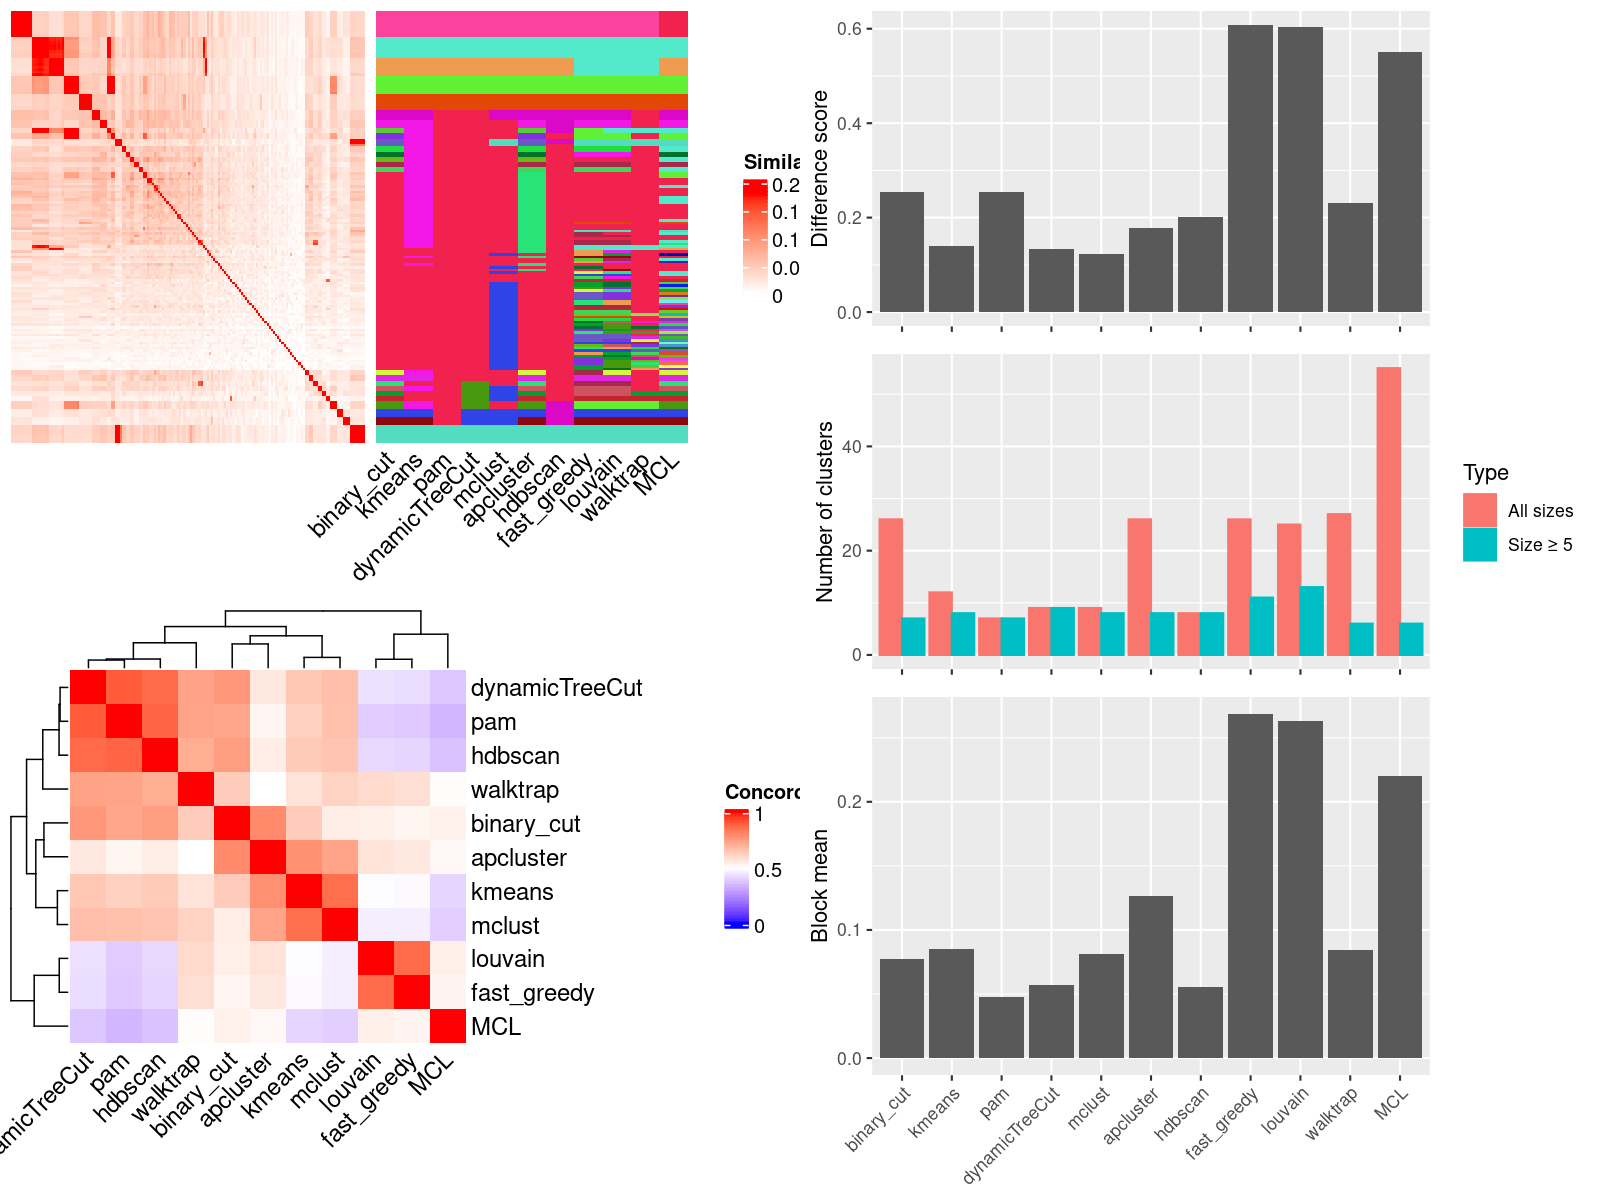 Simila
0.2
0.1
0.1
0.0
0
binary_cut
kmeans
pam
dynamicTreeCut
mclust
apcluster
hdbscan
fast_greedy
louvain
walktrap
MCL
dynamicTreeCut
pam
hdbscan
walktrap
binary_cut
apcluster
kmeans
mclust
louvain
fast_greedy
MCL
amicTreeCut
pam
hdbscan
walktrap
binary_cut
apcluster
kmeans
mclust
louvain
fast_greedy
MCL
Concord
1
0.5
0
Difference score
0.6
0.4
0.2
0.0
Number of clusters
40
20
0
Type
All sizes
Size ≥ 5
Block mean
0.2
0.1
0.0
binary_cut
kmeans
pam
dynamicTreeCut
mclust
apcluster
hdbscan
fast_greedy
louvain
walktrap
MCL